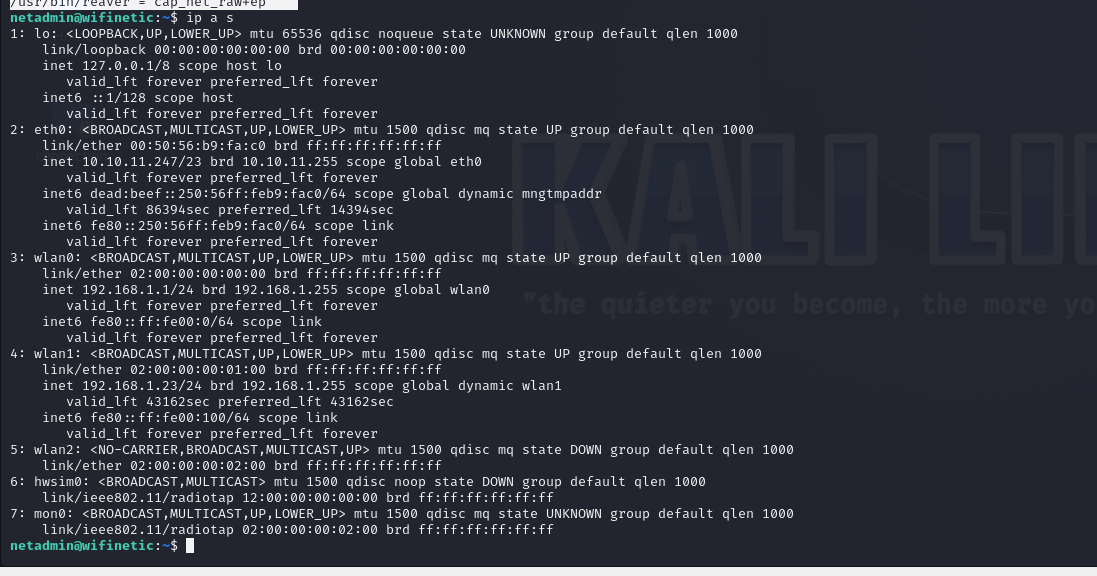 /usr/bin/reaver = cap_net_raw+ep
netadmin@wifinetic:~$ ip a s
1: lo: <LOOPBACK,UP,LOWER_UP> mtu 65536 qdisc noqueue state UNKNOWN group default qlen 1000
    link/loopback 00:00:00:00:00:00 brd 00:00:00:00:00:00
    inet 127.0.0.1/8 scope host lo
       valid_lft forever preferred_lft forever
    inet6 ::1/128 scope host
       valid_lft forever preferred_lft forever
2: eth0: <BROADCAST,MULTICAST,UP,LOWER_UP> mtu 1500 qdisc mq state UP group default qlen 1000
    link/ether 00:50:56:b9:fa:c0 brd ff:ff:ff:ff:ff:ff
    inet 10.10.11.247/23 brd 10.10.11.255 scope global eth0
       valid_lft forever preferred_lft forever
    inet6 dead:beef::250:56ff:feb9:fac0/64 scope global dynamic mngtmpaddr
       valid_lft 86394sec preferred_lft 14394sec
    inet6 fe80::250:56ff:feb9:fac0/64 scope link
       valid_lft forever preferred_lft forever
3: wlan0: <BROADCAST,MULTICAST,UP,LOWER_UP> mtu 1500 qdisc mq state UP group default qlen 1000
    link/ether 02:00:00:00:00:00 brd ff:ff:ff:ff:ff:ff
    inet 192.168.1.1/24 brd 192.168.1.255 scope global wlan0
       valid_lft forever preferred_lft forever
    inet6 fe80::ff:fe00:0/64 scope link
       valid_lft forever preferred_lft forever
4: wlan1: <BROADCAST,MULTICAST,UP,LOWER_UP> mtu 1500 qdisc mq state UP group default qlen 1000
    link/ether 02:00:00:00:01:00 brd ff:ff:ff:ff:ff:ff
    inet 192.168.1.23/24 brd 192.168.1.255 scope global dynamic wlan1
       valid_lft 43162sec preferred_lft 43162sec
    inet6 fe80::ff:fe00:100/64 scope link
       valid_lft forever preferred_lft forever
5: wlan2: <NO-CARRIER,BROADCAST,MULTICAST,UP> mtu 1500 qdisc mq state DOWN group default qlen 1000
    link/ether 02:00:00:00:02:00 brd ff:ff:ff:ff:ff:ff
6: hwsim0: <BROADCAST,MULTICAST> mtu 1500 qdisc noop state DOWN group default qlen 1000
    link/ieee802.11/radiotap 12:00:00:00:00:00 brd ff:ff:ff:ff:ff:ff
7: mon0: <BROADCAST,MULTICAST,UP,LOWER_UP> mtu 1500 qdisc mq state UNKNOWN group default qlen 1000
    link/ieee802.11/radiotap 02:00:00:00:02:00 brd ff:ff:ff:ff:ff:ff
netadmin@wifinetic:~$
KALI LI
"the quieter you become, the more yo